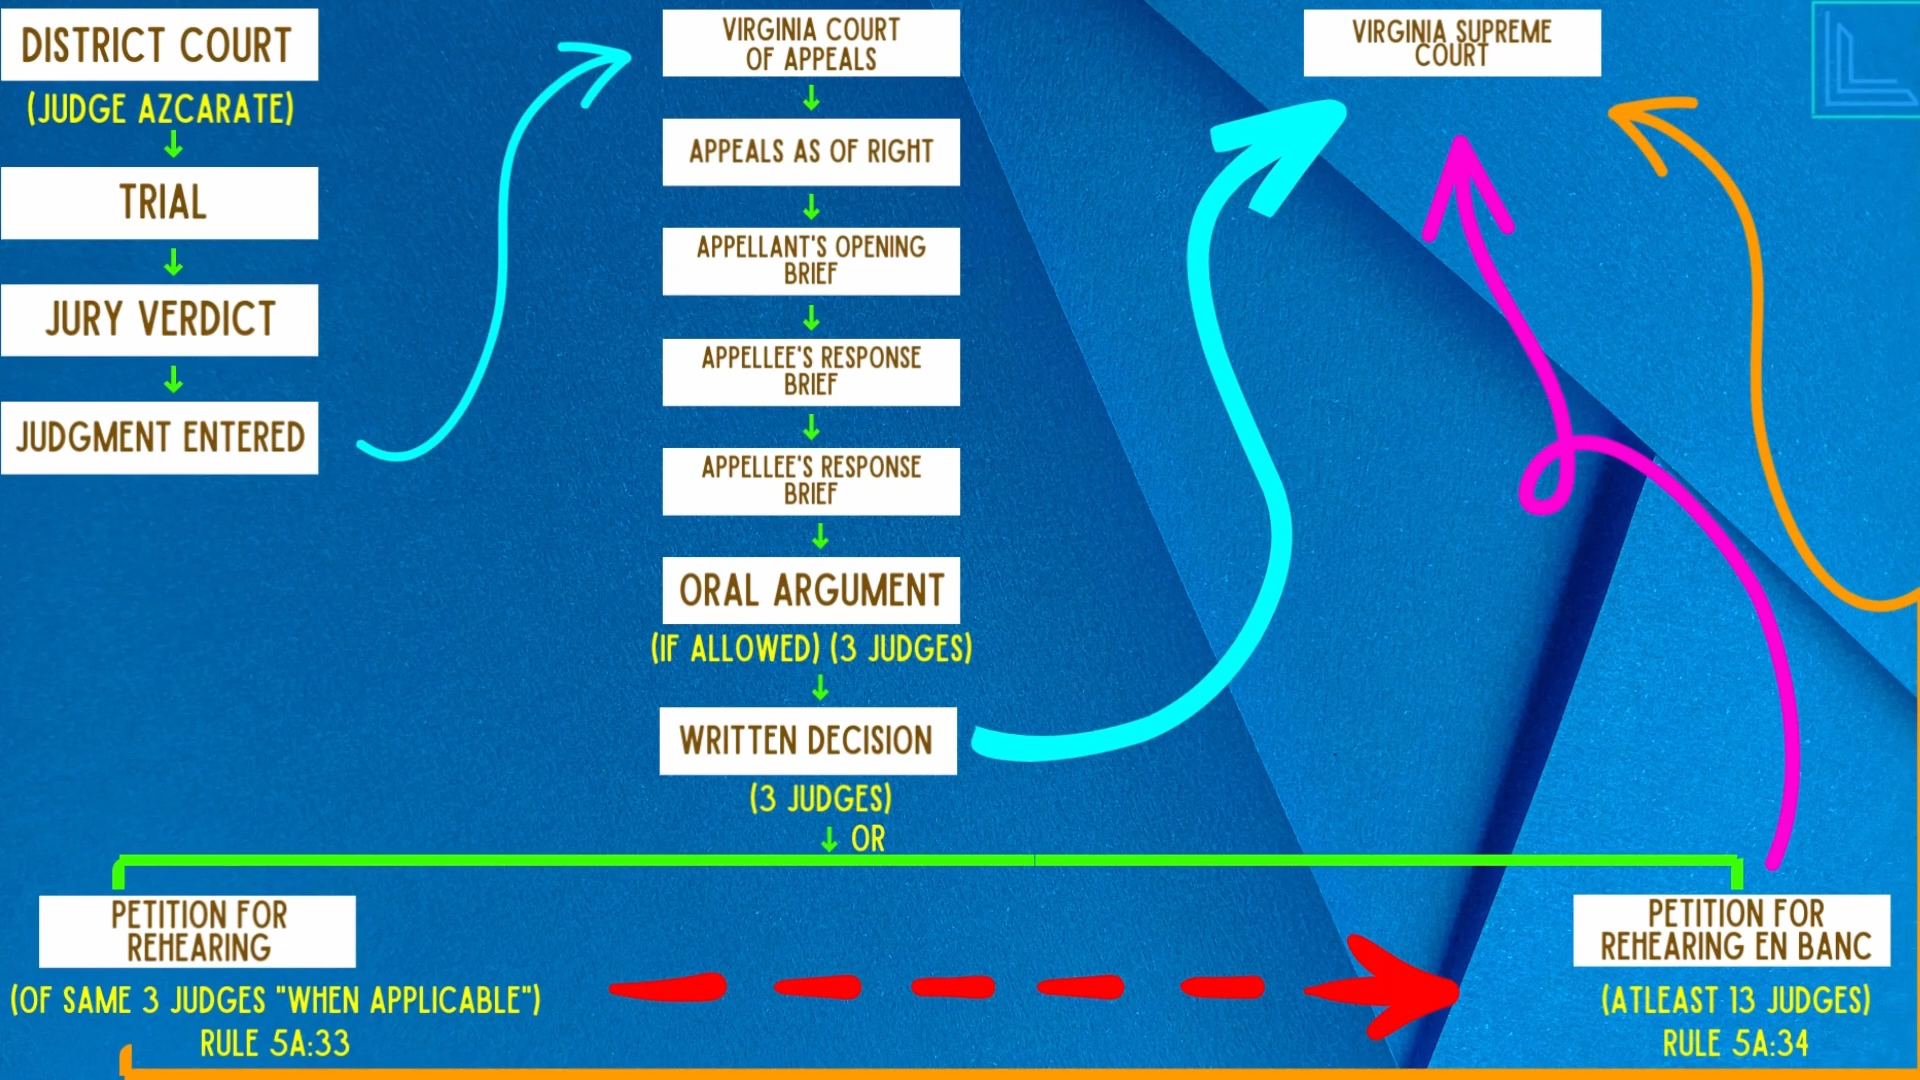 DISTRICT COURT
(JUDGE AZCARATE)
TRIAL
JURY VERDICT
JUDGMENT ENTERED
VIRGINIA COURT
OF APPEALS
APPEALS AS OF RIGHT
APPELLANT'S OPENING
BRIEF
APPELLEE'S RESPONSE
BRIEF
APPELLEE'S RESPONSE
BRIEF
ORAL ARGUMENT
(IF ALLOWED) (3 JUDGES)
WRITTEN DECISION
(3 JUDGES)
OR
VIRGINIA SUPREME
COURT
PETITION FOR
REHEARING
(OF SAME 3 JUDGES "WHEN APPLICABLE")
RULE 5A:33
PETITION FOR
REHEARING EN BANC
(ATLEAST 13 JUDGES)
RULE 5A:34